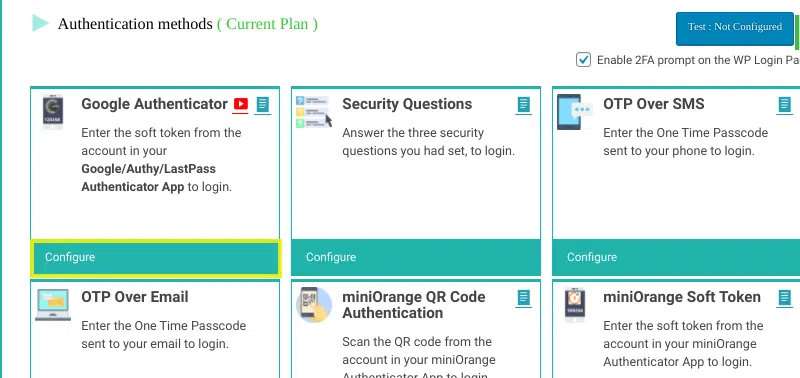 Authentication methods ( Current Plan )
Test : Not Configured
Enable 2FA prompt on the WP Login Pa
Google Authenticator
Enter the soft token from the
account in your
Google/Authy/LastPass
Authenticator App to login.
Configure
Security Questions
Answer the three security
questions you had set, to login.
Configure
OTP Over SMS
Enter the One Time Passcode
sent to your phone to login.
Configure
OTP Over Email
Enter the One Time Passcode
sent to your email to login.
miniOrange QR Code
Authentication
Scan the QR code from the
account in your miniOrange
Authenticator App to login
miniOrange Soft Token
Enter the soft token from the
account in your miniOrange
Authenticator App to login.